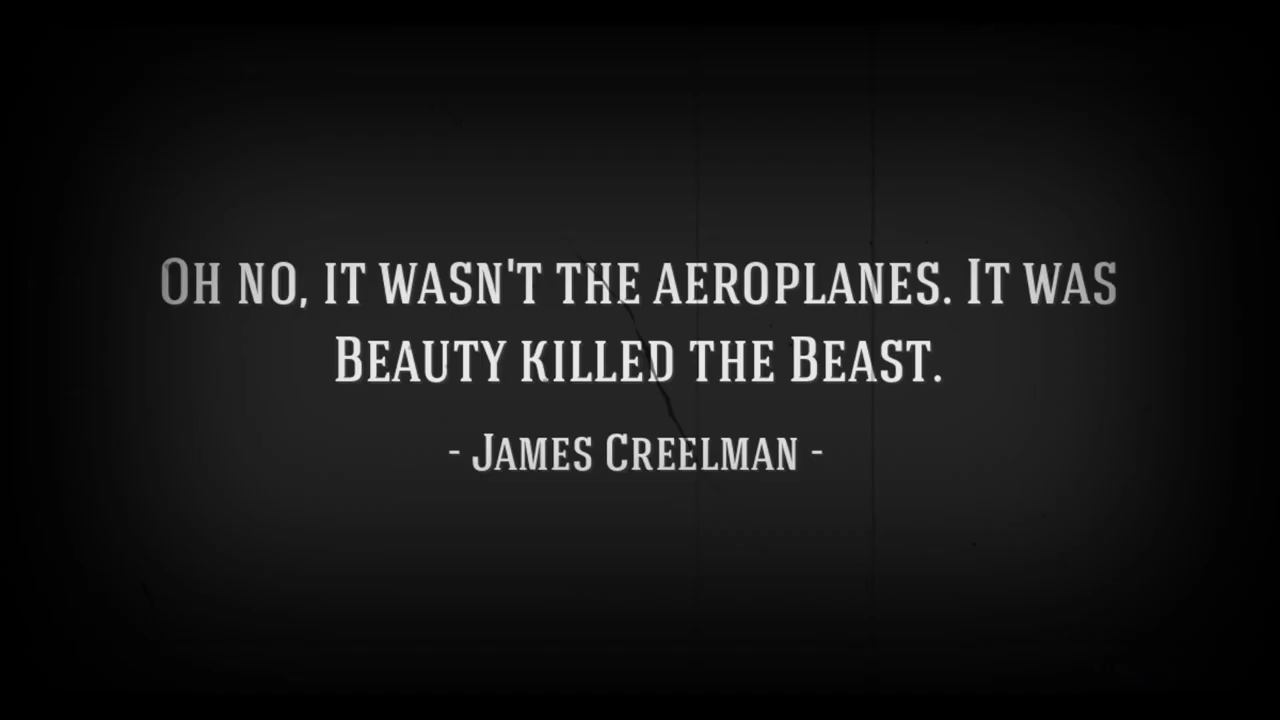 Oh no, it wasn't the aeroplanes. It was
Beauty killed the Beast.
- James Creelman -